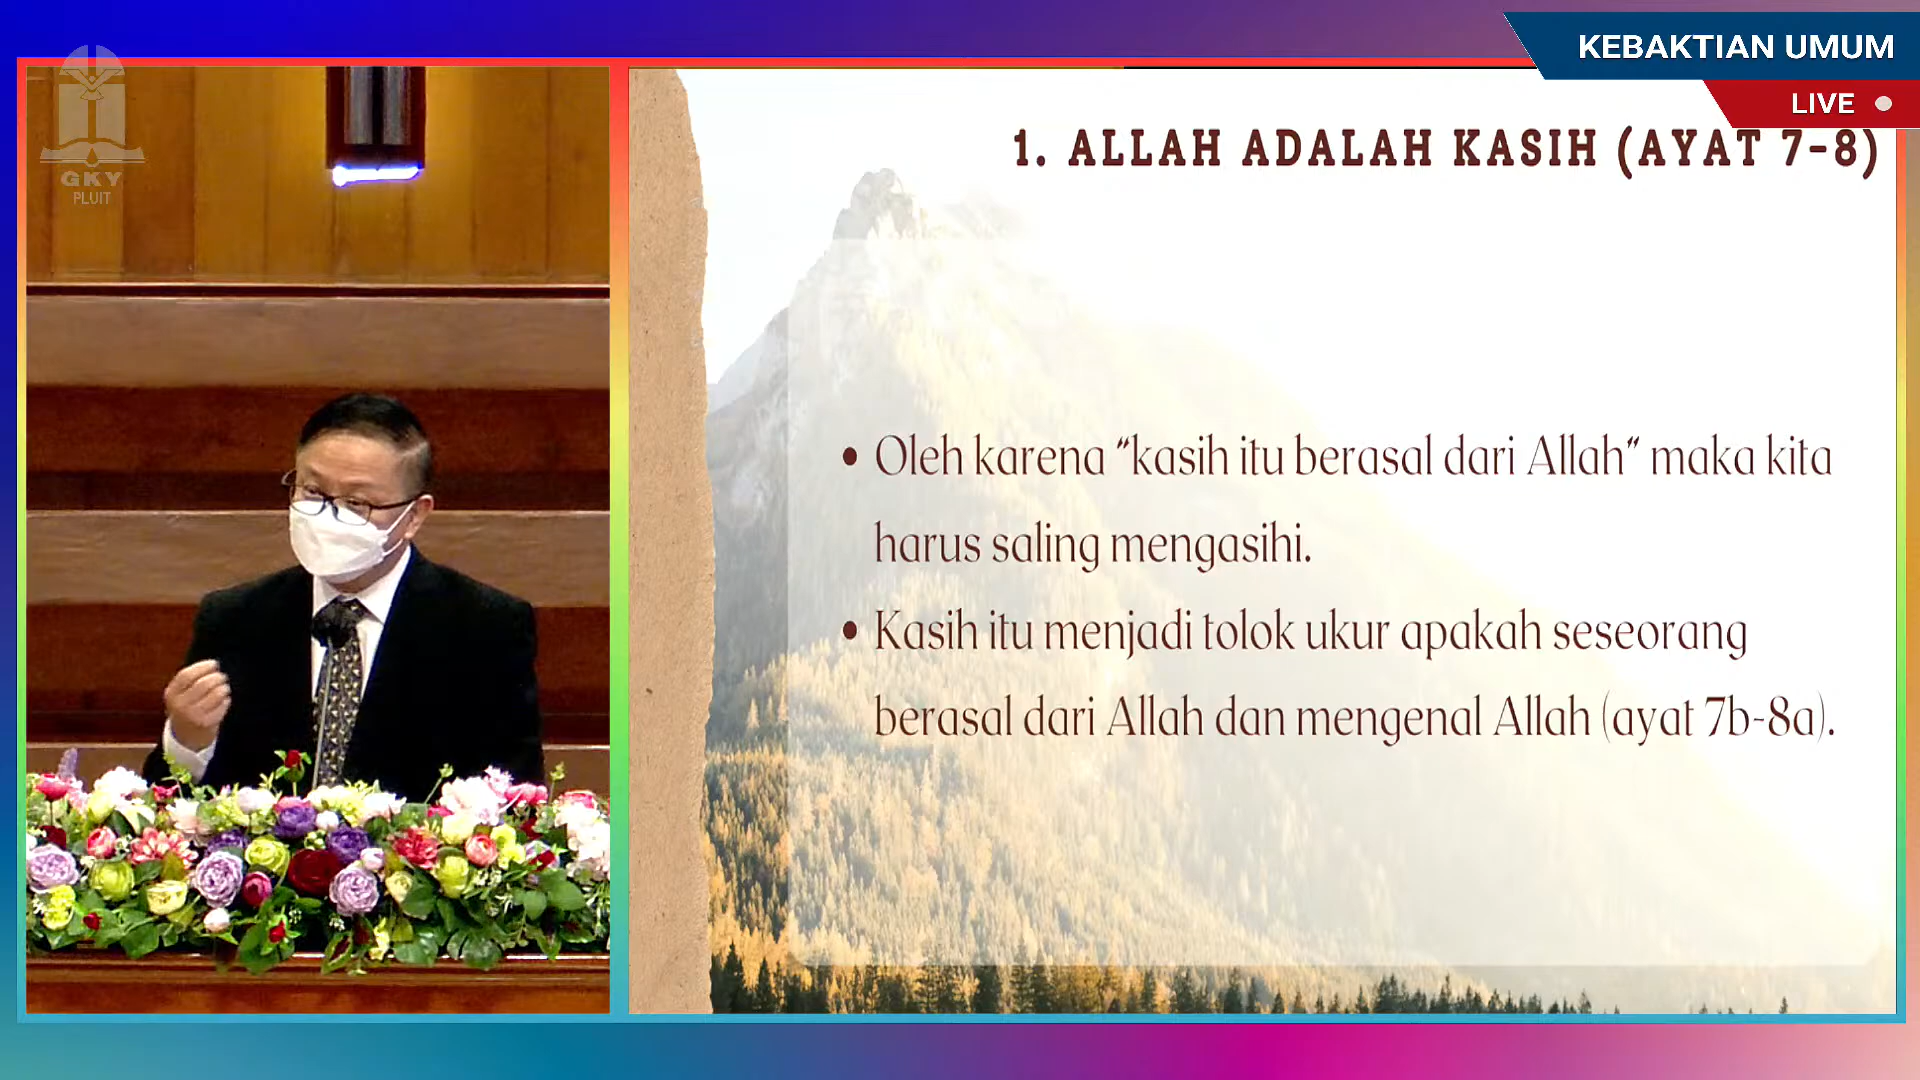 KEBAKTIAN UMUM
LIVE
GKY
PLUIT
1. ALLAH ADALAH KASIH (AYAT 7-8)
• Oleh karena “kasih itu berasal dari Allah” maka kita
harus saling mengasihi.
• Kasih itu menjadi tolok ukur apakah seseorang
berasal dari Allah dan mengenal Allah (ayat 7b-8a).